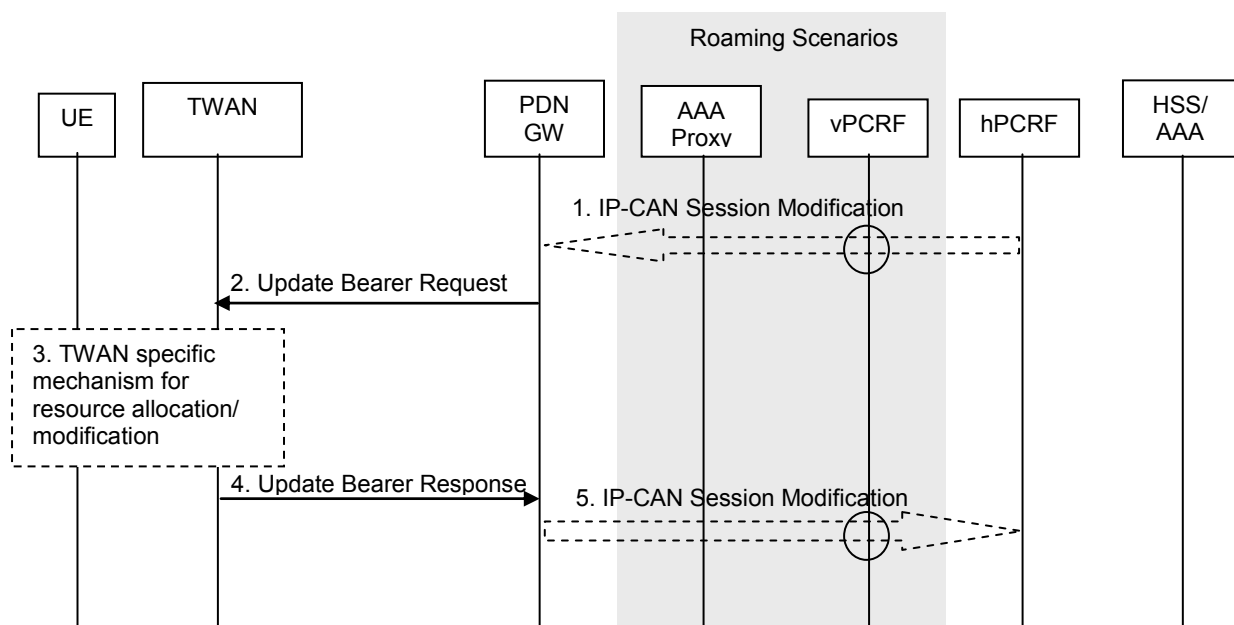 Roaming Scenarios
UE
TWAN
PDN
GW
AAA
Proxy
vPCRF
hPCRF
HSS/
AAA
1. IP-CAN Session Modification
2. Update Bearer Request
3. TWAN specific
mechanism for
resource allocation/
modification
4. Update Bearer Response
5. IP-CAN Session Modification